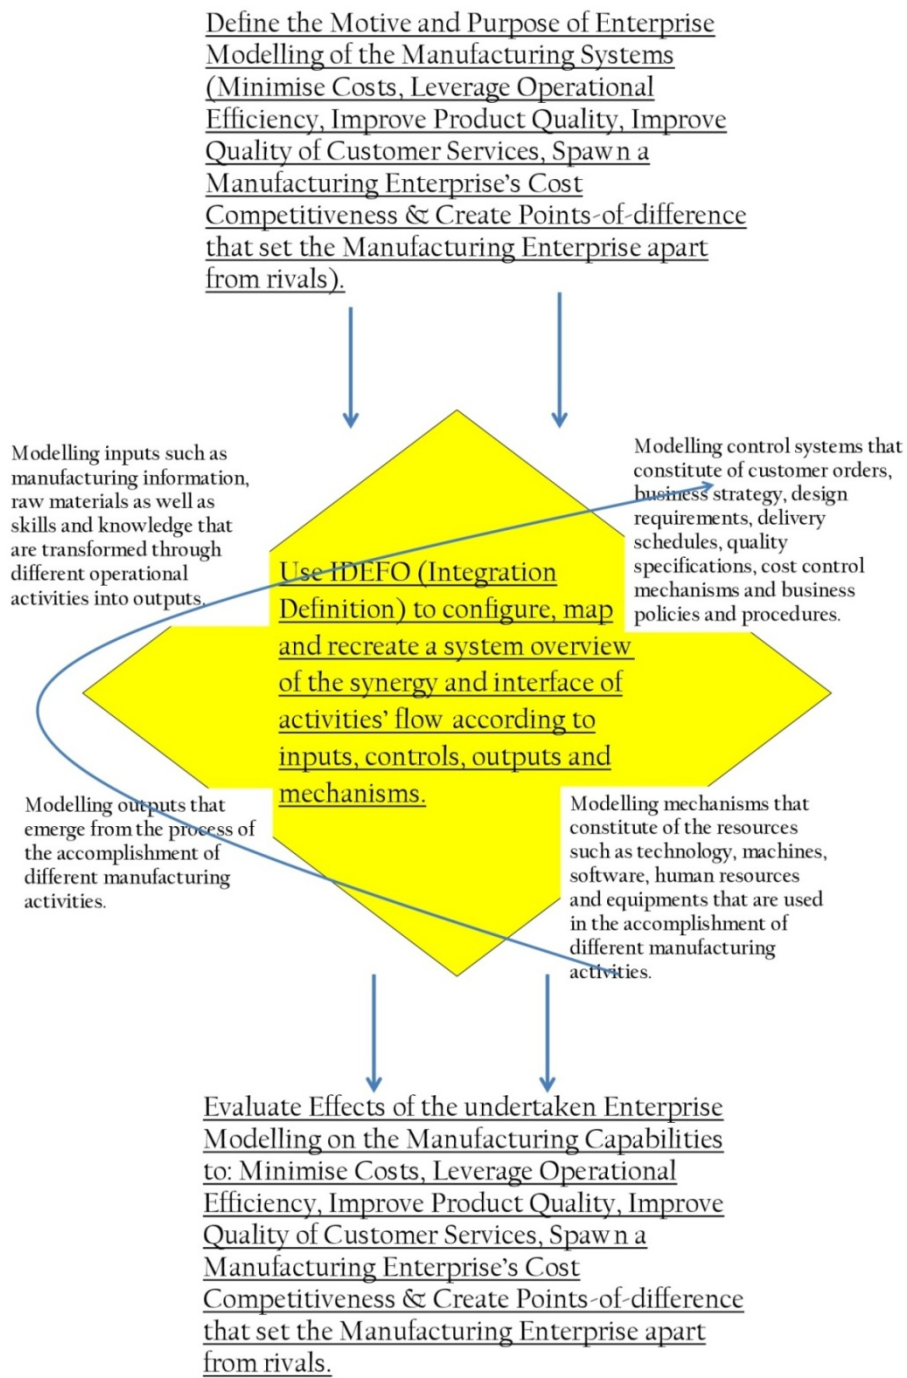 Define the Motive and Purpose of Enterprise
Modelling of the Manufacturing Systems
(Minimise Costs, Leverage Operational
Efficiency, Improve Product Quality, Improve
Quality of Customer Services, Spawn a
Manufacturing Enterprise's Cost
Competitiveness & Create Points-of-difference
that set the Manufacturing Enterprise apart
from rivals).
Modelling inputs such as
manufacturing information,
raw materials as well as
skills and knowledge that
are transformed through
different operational
activities into outputs.
Modelling control systems that
constitute of customer orders,
business strategy, design
requirements, delivery
schedules, quality
specifications, cost control
mechanisms and business
policies and procedures.
Use IDEFO (Integration
Definition) to configure, map
and recreate a system overview
of the synergy and interface of
activities' flow according to
inputs, controls, outputs and
mechanisms.
Modelling outputs that
emerge from the process of
the accomplishment of
different manufacturing
activities.
Modelling mechanisms that
constitute of the resources
such as technology, machines,
software, human resources
and equipments that are used
in the accomplishment of
different manufacturing
activities.
Evaluate Effects of the undertaken Enterprise
Modelling on the Manufacturing Capabilities
to: Minimise Costs, Leverage Operational
Efficiency, Improve Product Quality, Improve
Quality of Customer Services, Spawn a
Manufacturing Enterprise's Cost
Competitiveness & Create Points-of-difference
that set the Manufacturing Enterprise apart
from rivals.